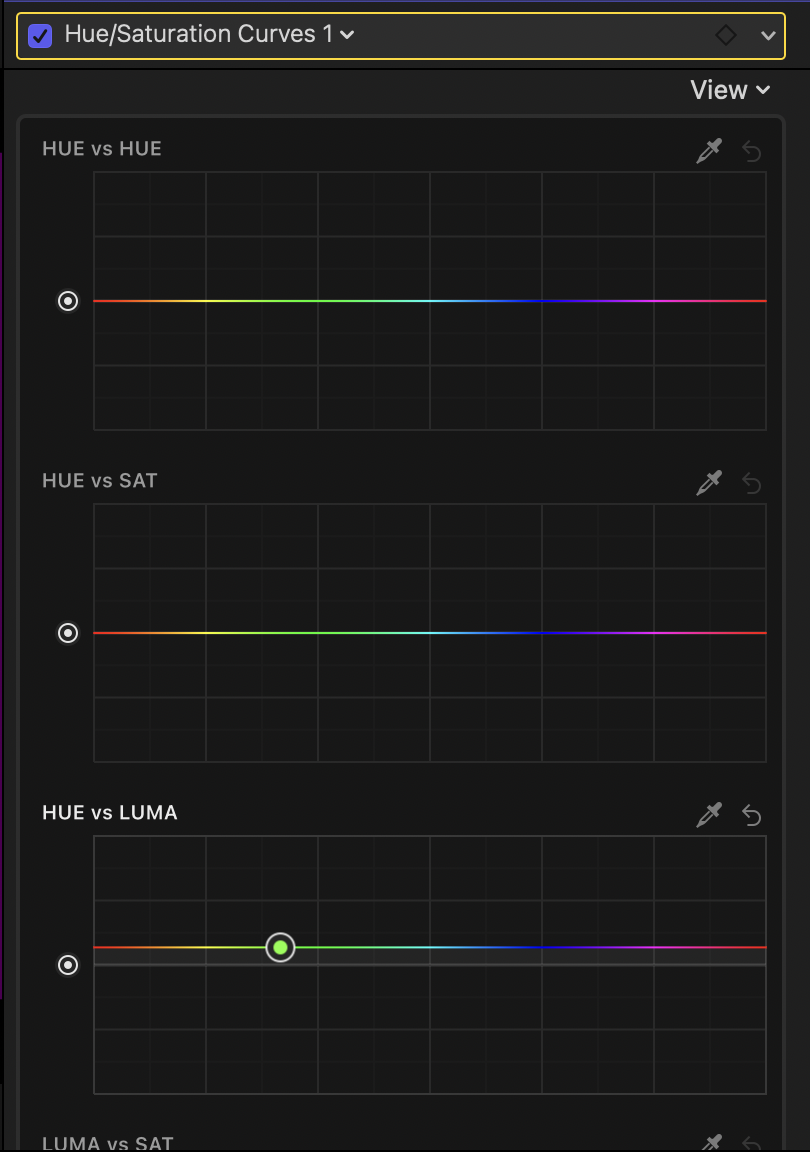 Hue/Saturation Curves 1
View
HUE vs HUE
HUE vs SAT
HUE vs LUMA
LUMA vs SAT